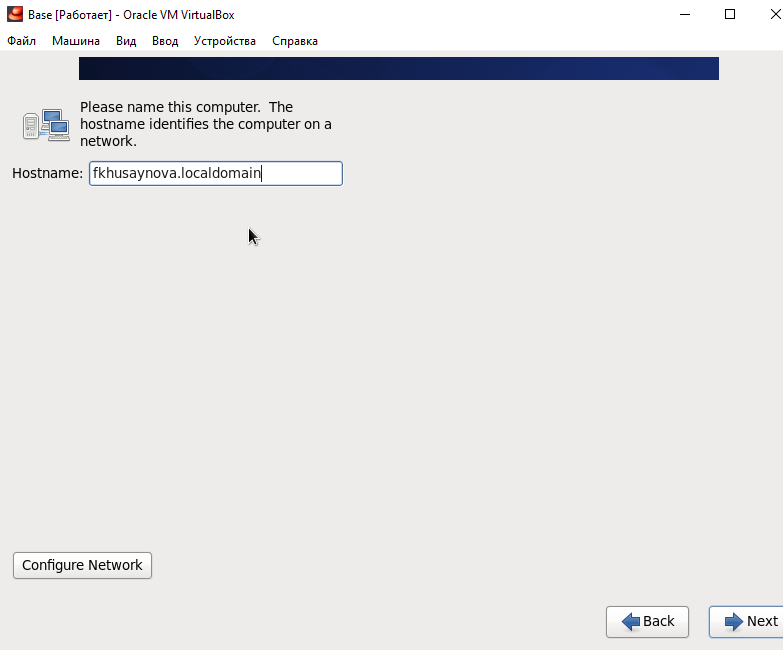 Base [Работает] - Oracle VM VirtualBox
Файл Машина Вид Ввод Устройства Справка
Please name this computer. The
hostname identifies the computer on a
network.
Hostname: fkhusaynova.localdomain
Configure Network
Back Next